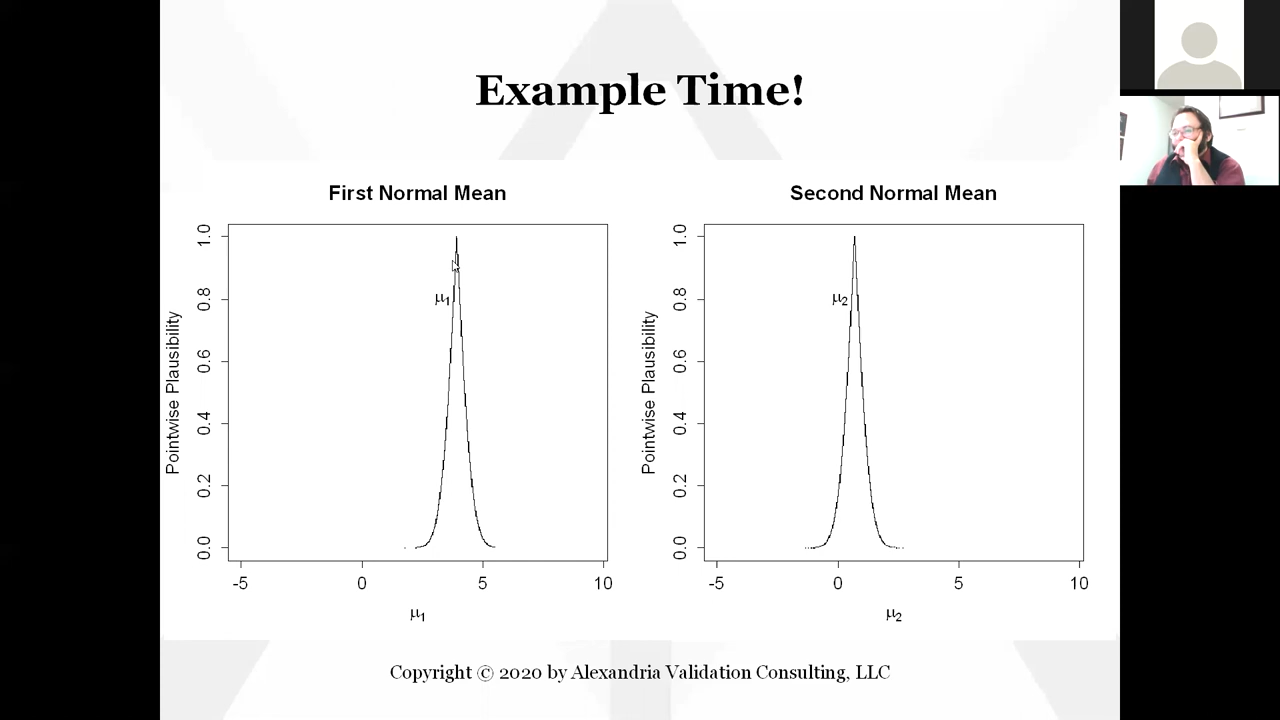 Example Time!
First Normal Mean
Pointwise Plausibility
1.0
0.8
0.6
0.4
0.2
0.0
μ1
-5 0 5 10
μ1
Second Normal Mean
Pointwise Plausibility
1.0
0.8
0.6
0.4
0.2
0.0
μ2
-5 0 5 10
μ2
Copyright © 2020 by Alexandria Validation Consulting, LLC